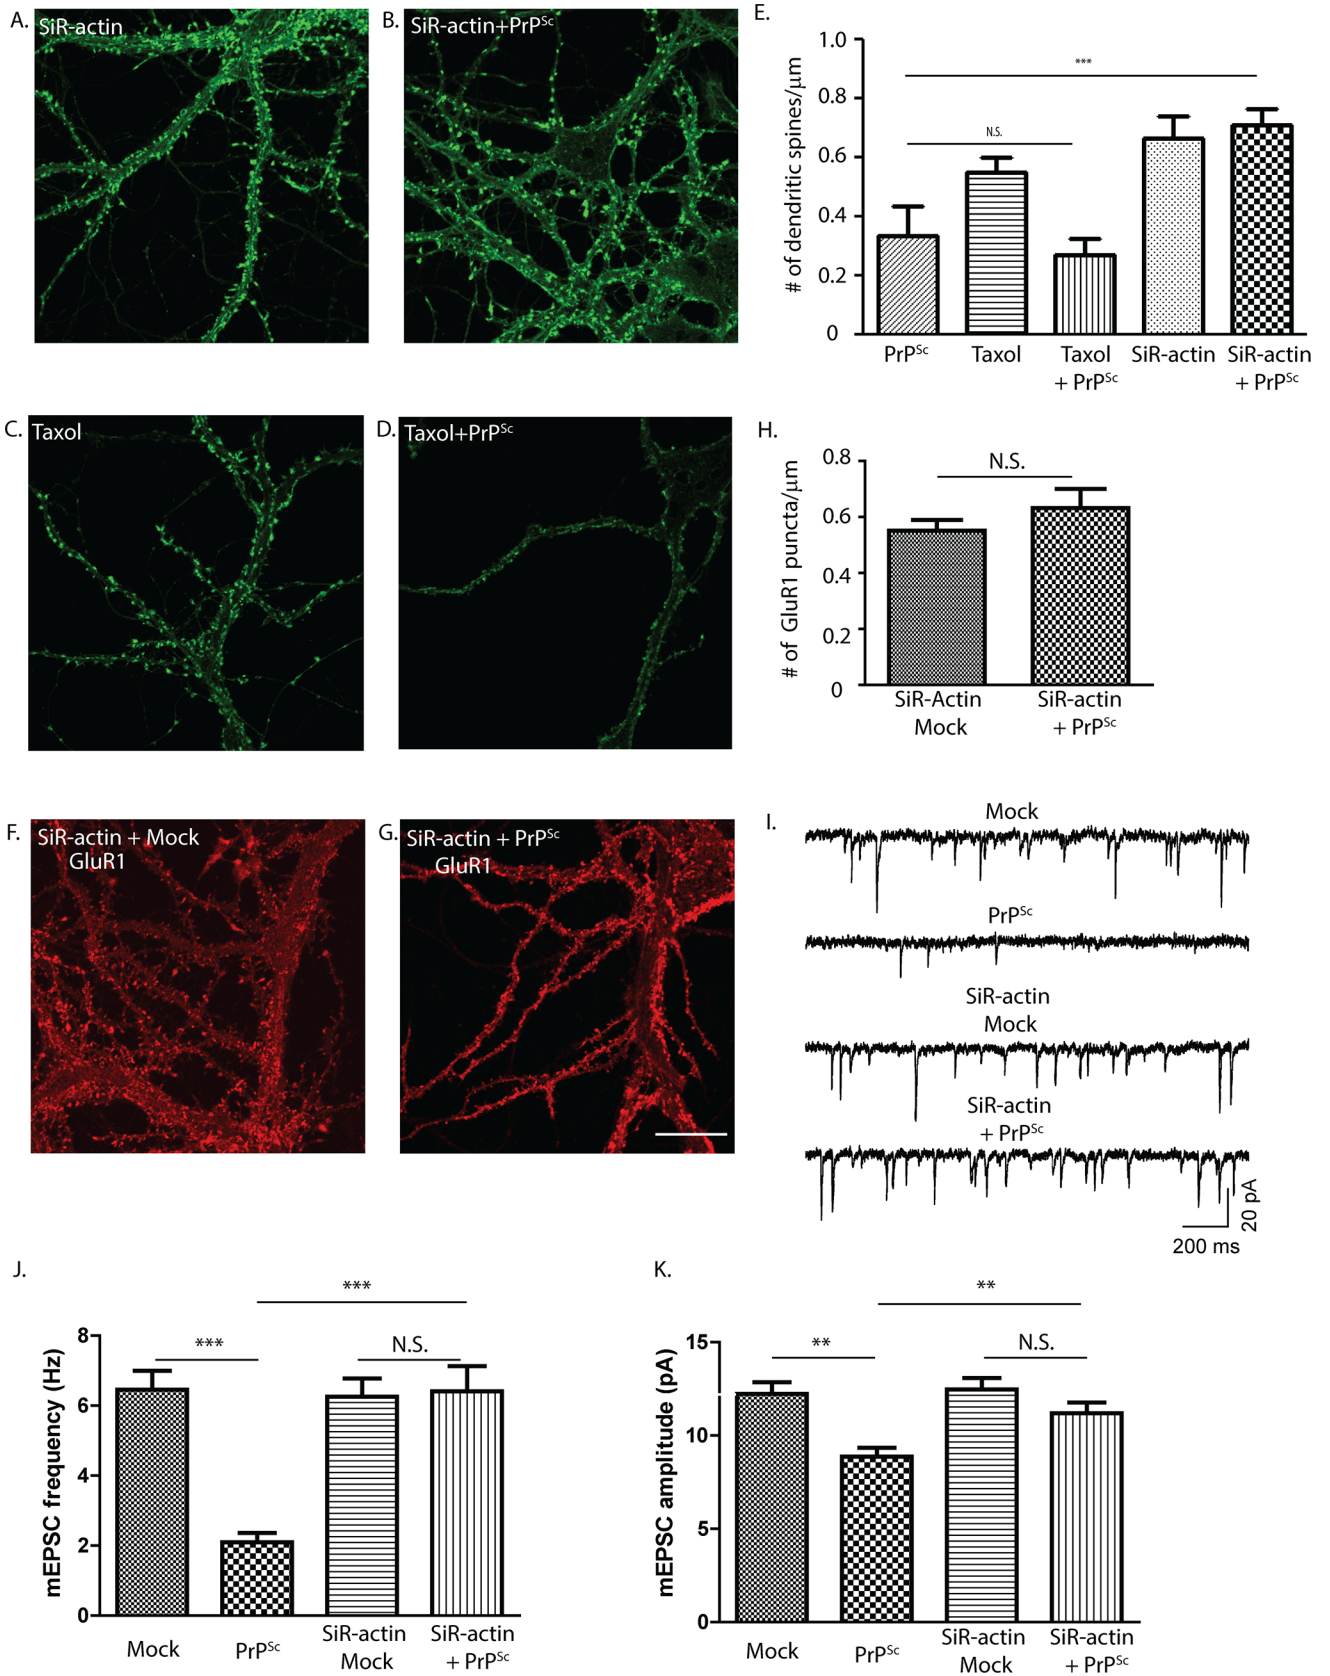 A.
SiR-actin
B.
SiR-actin+PrPSc
E.
# of dendritic spines/μm
1.0
0.8
0.6
0.4
0.2
0
***
N.S.
PrPSc
Taxol
Taxol
+ PrPSc
SiR-actin
SiR-actin
+ PrPSc
C.
Taxol
D.
Taxol+PrPSc
H.
# of GluR1 puncta/μm
0.8
0.6
0.4
0.2
0
N.S.
SiR-Actin
Mock
SiR-actin
+ PrPSc
F.
SiR-actin + Mock
GluR1
G.
SiR-actin + PrPSc
GluR1
I.
Mock
PrPSc
SiR-actin
Mock
SiR-actin
+ PrPSc
20 pA
200 ms
J.
mEPSC frequency (Hz)
8
6
4
2
0
***
***
N.S.
Mock
PrPSc
SiR-actin
Mock
SiR-actin
+ PrPSc
K.
mEPSC amplitude (pA)
15
10
5
0
**
**
N.S.
Mock
PrPSc
SiR-actin
Mock
SiR-actin
+ PrPSc